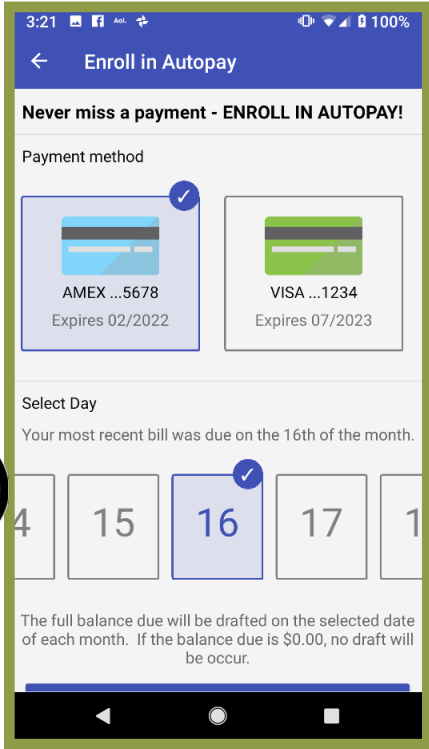 3:21 Aol. 100%
Enroll in Autopay
Never miss a payment - ENROLL IN AUTOPAY!
Payment method
AMEX ...5678 VISA ...1234
Expires 02/2022 Expires 07/2023
Select Day
Your most recent bill was due on the 16th of the month.
4 15 16 17 1
The full balance due will be drafted on the selected date
of each month. If the balance due is $0.00, no draft will
be occur.